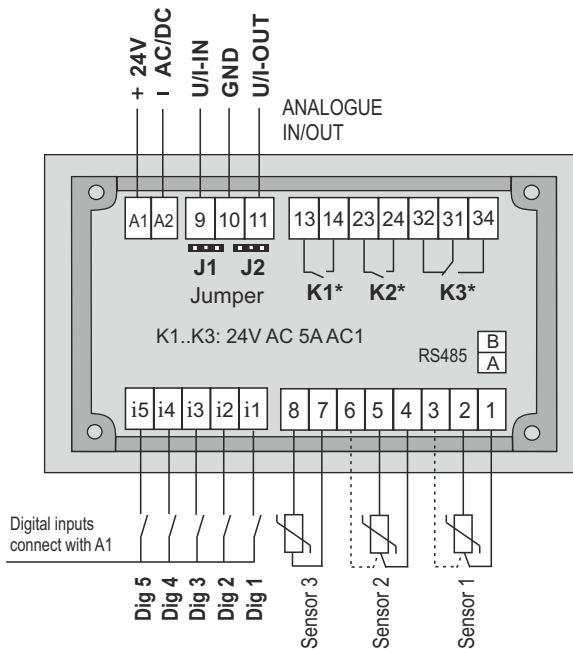 + 24V
– AC/DC
U/I-IN
GND
U/I-OUT
ANALOGUE
IN/OUT
A1 A2 9 10 11 13 14 23 24 32 31 34
J1 J2
Jumper
K1* K2* K3*
K1..K3: 24V AC 5A AC1
RS485
B
A
i5 i4 i3 i2 i1 8 7 6 5 4 3 2 1
Digital inputs
connect with A1
Dig 5
Dig 4
Dig 3
Dig 2
Dig 1
Sensor 3
Sensor 2
Sensor 1